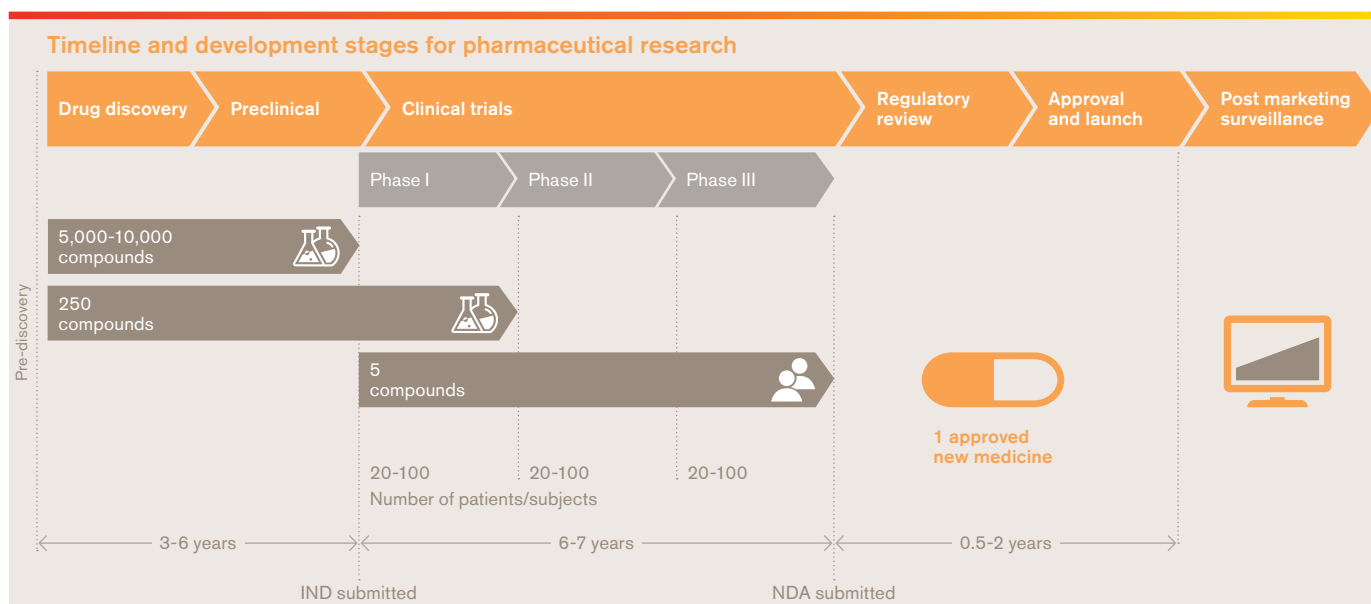 Timeline and development stages for pharmaceutical research
Drug discovery
Preclinical
Clinical trials
Regulatory
review
Approval
and launch
Post marketing
surveillance
Phase I
Phase II
Phase III
Pre-discovery
5,000-10,000
compounds
250
compounds
5
compounds
1 approved
new medicine
20-100
20-100
20-100
Number of patients/subjects
3-6 years
6-7 years
0.5-2 years
IND submitted
NDA submitted